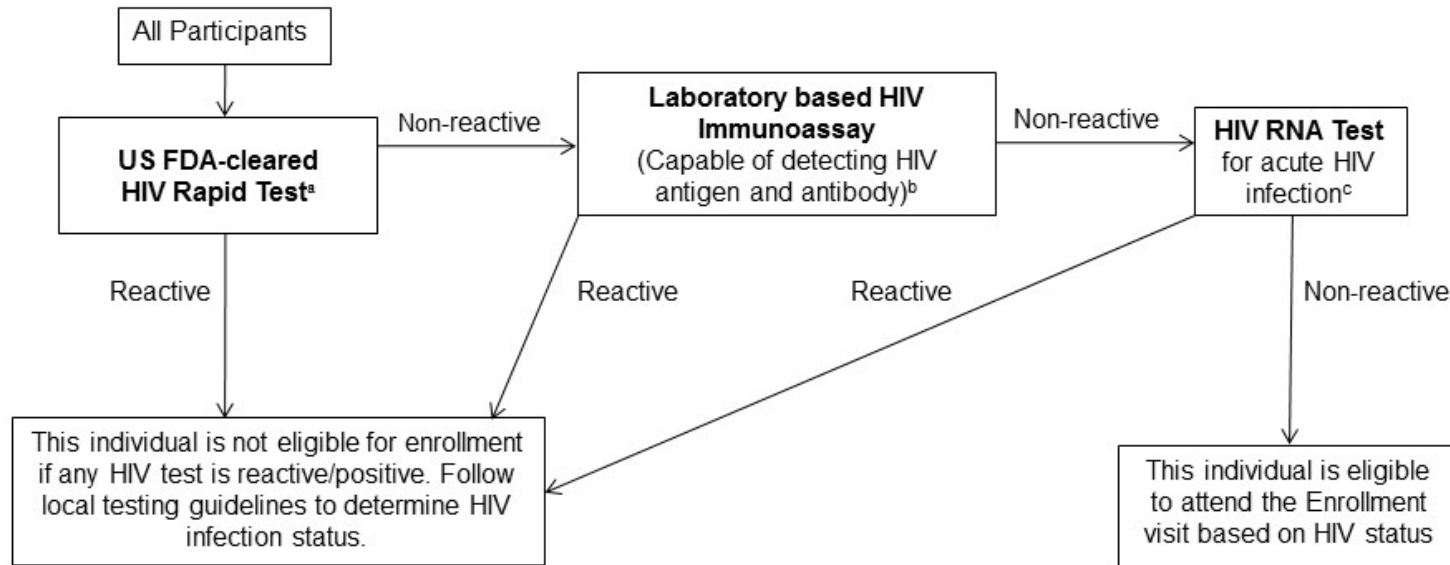 All Participants
US FDA-cleared
HIV Rapid Testᵃ
Non-reactive
Laboratory based HIV
Immunoassay
(Capable of detecting HIV
antigen and antibody)ᵇ
Non-reactive
HIV RNA Test
for acute HIV
infectionᶜ
Reactive
Reactive
Reactive
Non-reactive
This individual is not eligible for enrollment
if any HIV test is reactive/positive. Follow
local testing guidelines to determine HIV
infection status.
This individual is eligible
to attend the Enrollment
visit based on HIV status